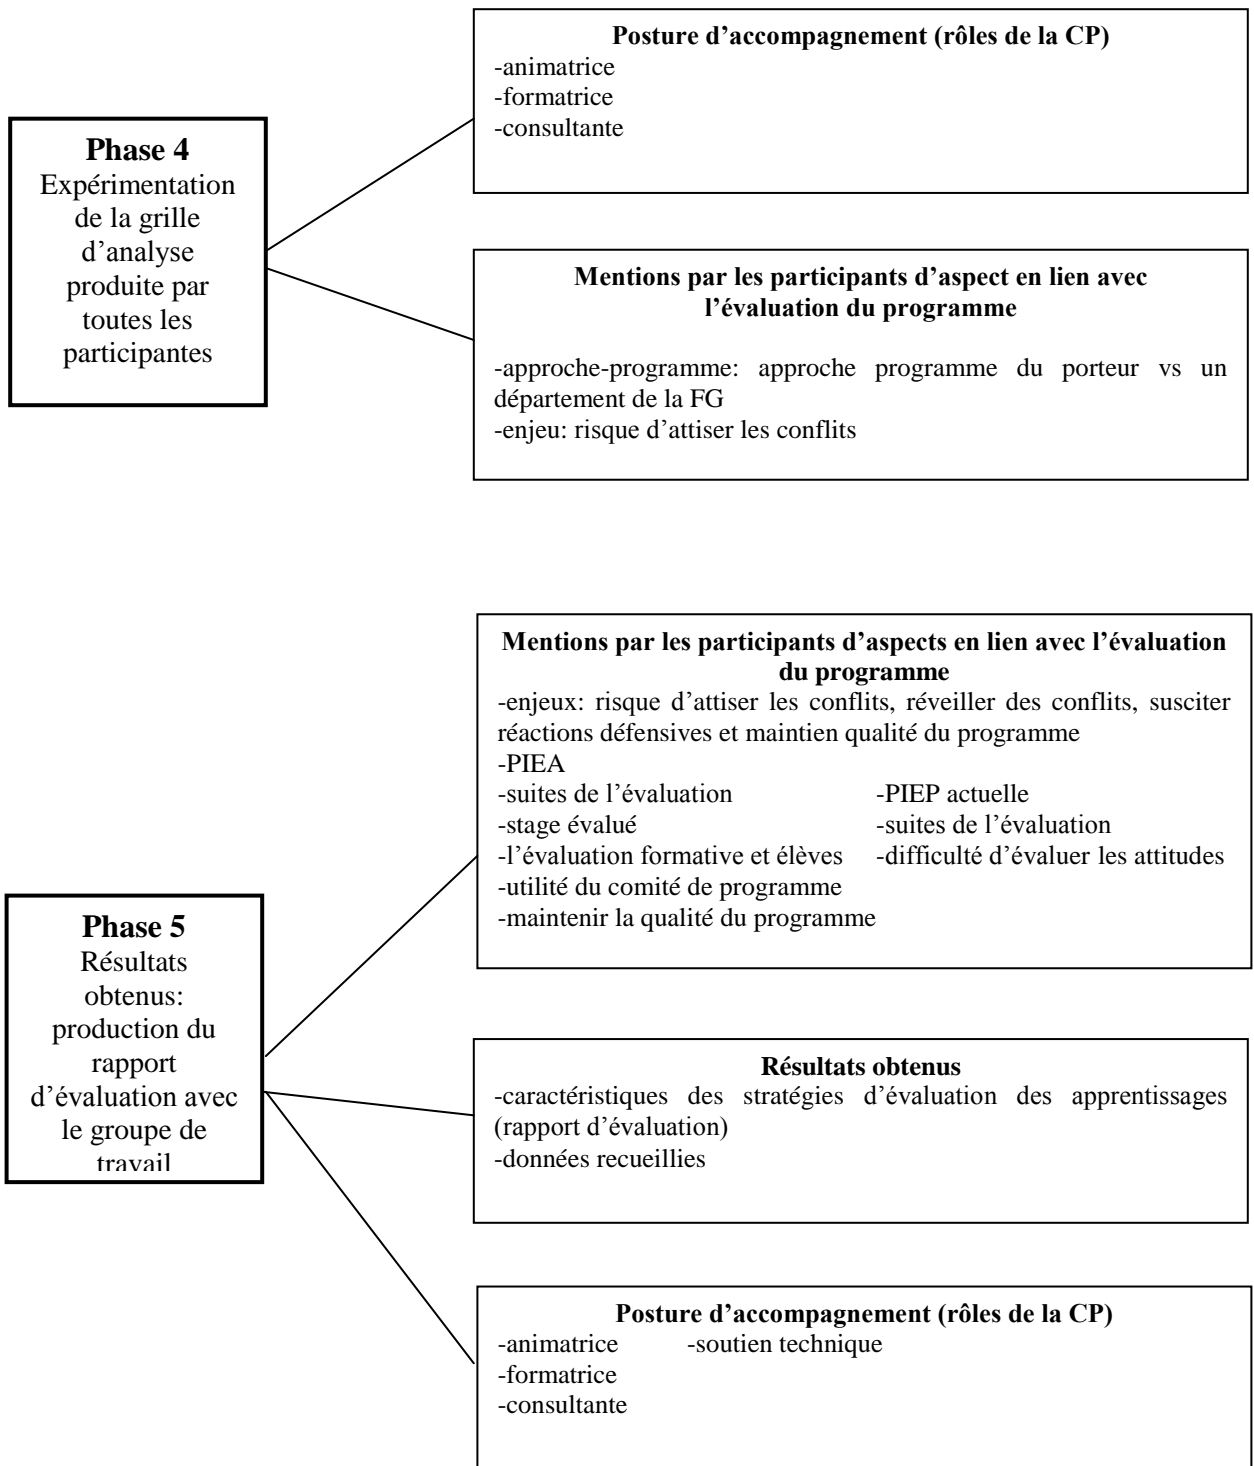 Posture d’accompagnement (rôles de la CP)
-animatrice
-formatrice
-consultante
Phase 4
Expérimentation
de la grille
d’analyse
produite par
toutes les
participantes
Mentions par les participants d’aspect en lien avec
l’évaluation du programme
-approche-programme: approche programme du porteur vs un
département de la FG
-enjeu: risque d’attiser les conflits
Mentions par les participants d’aspects en lien avec l’évaluation
du programme
-enjeux: risque d’attiser les conflits, réveiller des conflits, susciter
réactions défensives et maintien qualité du programme
-PIEA
-suites de l’évaluation -PIEP actuelle
-stage évalué -suites de l’évaluation
-l’évaluation formative et élèves -difficulté d’évaluer les attitudes
-utilité du comité de programme
-maintenir la qualité du programme
Phase 5
Résultats
obtenus:
production du
rapport
d’évaluation avec
le groupe de
travail
Résultats obtenus
-caractéristiques des stratégies d’évaluation des apprentissages
(rapport d’évaluation)
-données recueillies
Posture d’accompagnement (rôles de la CP)
-animatrice -soutien technique
-formatrice
-consultante